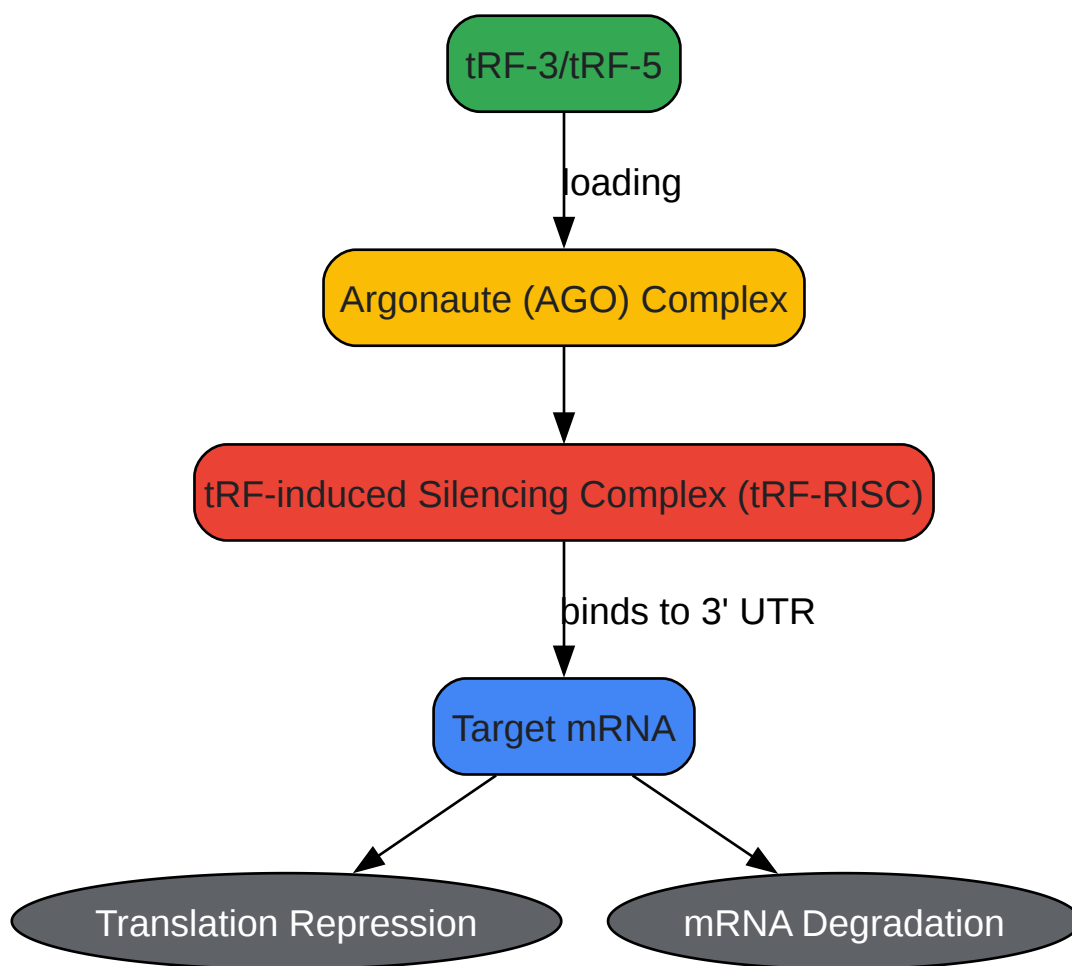 tRF-3/tRF-5
loading
Argonaute (AGO) Complex
tRF-induced Silencing Complex (tRF-RISC)
binds to 3' UTR
Target mRNA
Translation Repression
mRNA Degradation